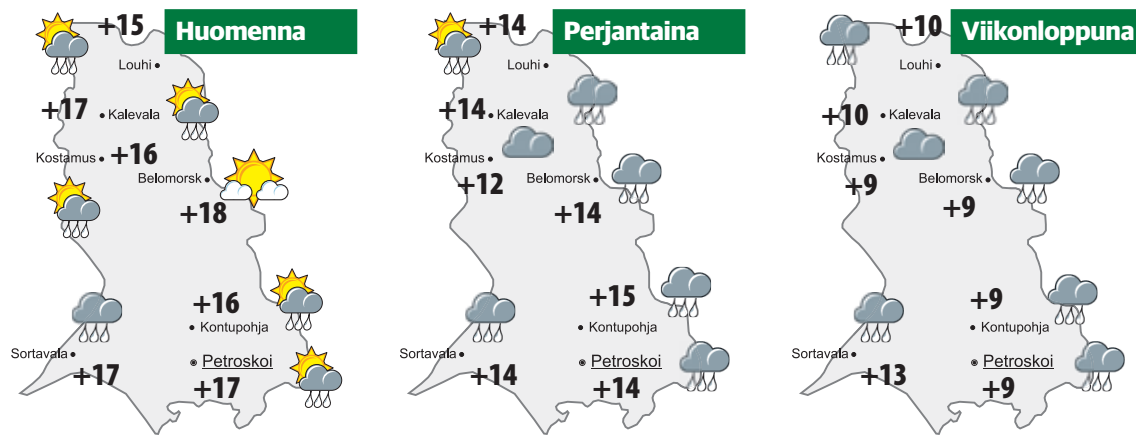 +15 Huomenna
Louhi
+17 Kalevala
Kostamus +16
Belomorsk
+18
+16
Kontupohja
Sortavala Petroskoi
+17 +17
+14 Perjantaina
Louhi
+14 Kalevala
Kostamus
+12 Belomorsk
+14
+15
Kontupohja
Sortavala Petroskoi
+14 +14
+10 Viikonloppuna
Louhi
+10 Kalevala
Kostamus
+9 Belomorsk
+9
+9
Kontupohja
Sortavala Petroskoi
+13 +9